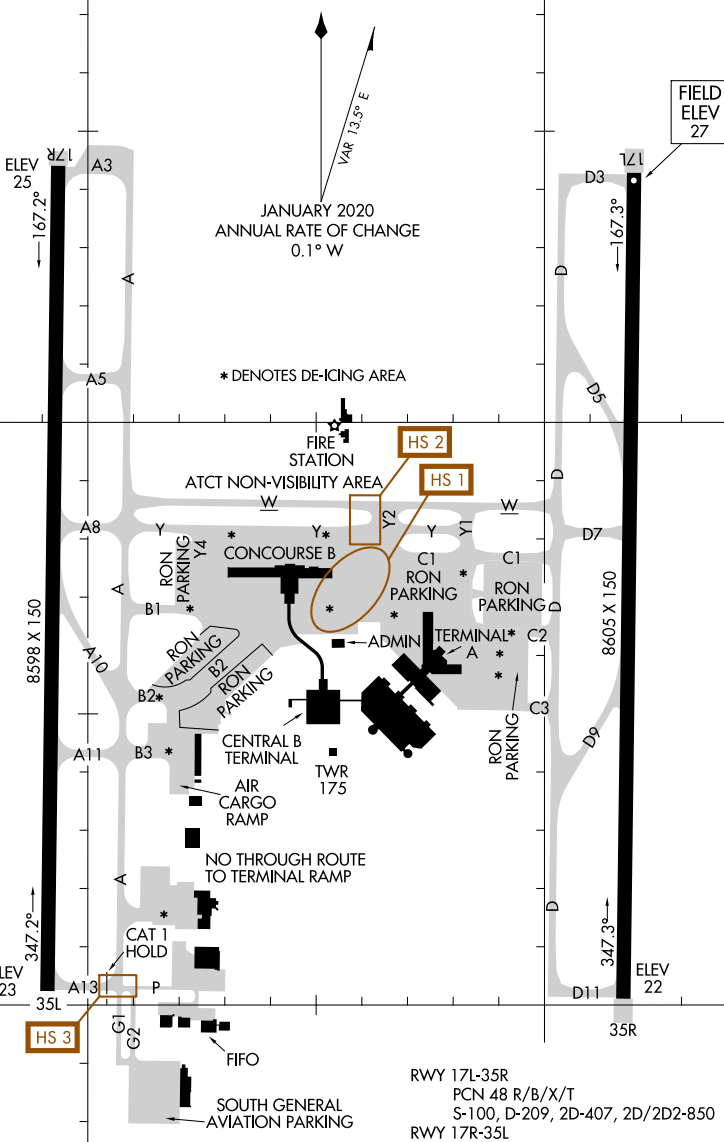 VAR 13.5° E
JANUARY 2020
ANNUAL RATE OF CHANGE
0.1° W
FIELD
ELEV
27
ELEV
25
17R
A3
167.2°
17L
D3
167.3°
A
D
A5
* DENOTES DE-ICING AREA
D5
FIRE
STATION
HS 2
HS 1
ATCT NON-VISIBILITY AREA
D
W
W
Y2
A8
Y
Y
Y
Y1
D7
Y4
RON
PARKING
CONCOURSE B
C1
C1
RON
PARKING
RON
PARKING
A
B1
D
8598 X 150
8605 X 150
A10
RON
PARKING
B2
RON
PARKING
ADMIN
TERMINAL
A
C2
B2
C3
RON
PARKING
D9
A11
B3
CENTRAL B
TERMINAL
TWR
175
AIR
CARGO
RAMP
NO THROUGH ROUTE
TO TERMINAL RAMP
A
D
347.2°
347.3°
CAT 1
HOLD
ELEV
23
A13
P
35L
D11
ELEV
22
35R
HS 3
G1
G2
FIFO
SOUTH GENERAL
AVIATION PARKING
RWY 17L-35R
PCN 48 R/B/X/T
S-100, D-209, 2D-407, 2D/2D2-850
RWY 17R-35L